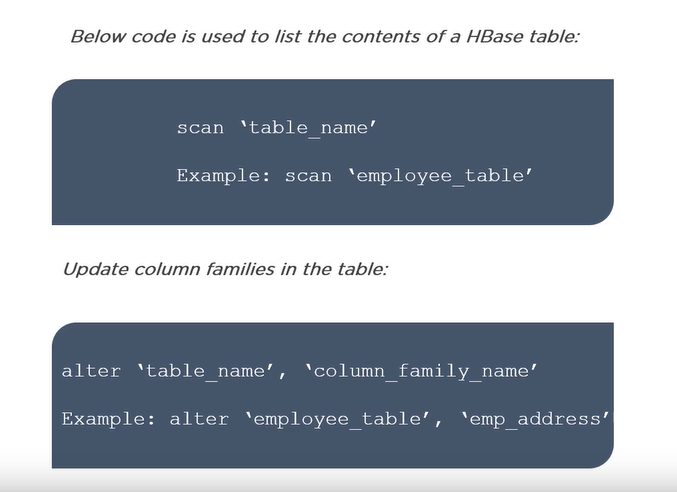 Below code is used to list the contents of a HBase table:
scan ‘table_name’
Example: scan ‘employee_table’
Update column families in the table:
alter ‘table_name’, ‘column_family_name’
Example: alter ‘employee_table’, ‘emp_address’